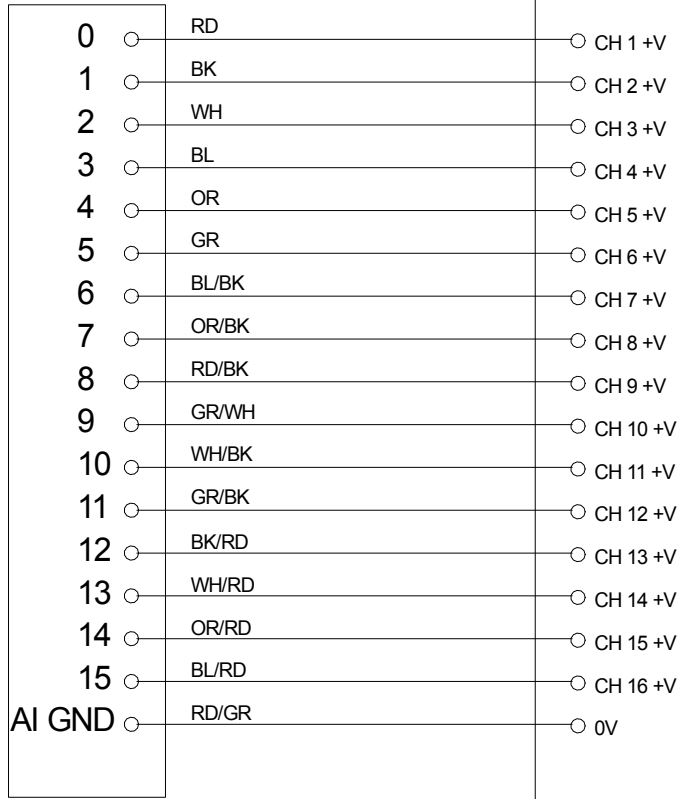 0 RD CH 1 +V
1 BK CH 2 +V
2 WH CH 3 +V
3 BL CH 4 +V
4 OR CH 5 +V
5 GR CH 6 +V
6 BL/BK CH 7 +V
7 OR/BK CH 8 +V
8 RD/BK CH 9 +V
9 GR/WH CH 10 +V
10 WH/BK CH 11 +V
11 GR/BK CH 12 +V
12 BK/RD CH 13 +V
13 WH/RD CH 14 +V
14 OR/RD CH 15 +V
15 BL/RD CH 16 +V
AI GND RD/GR 0V